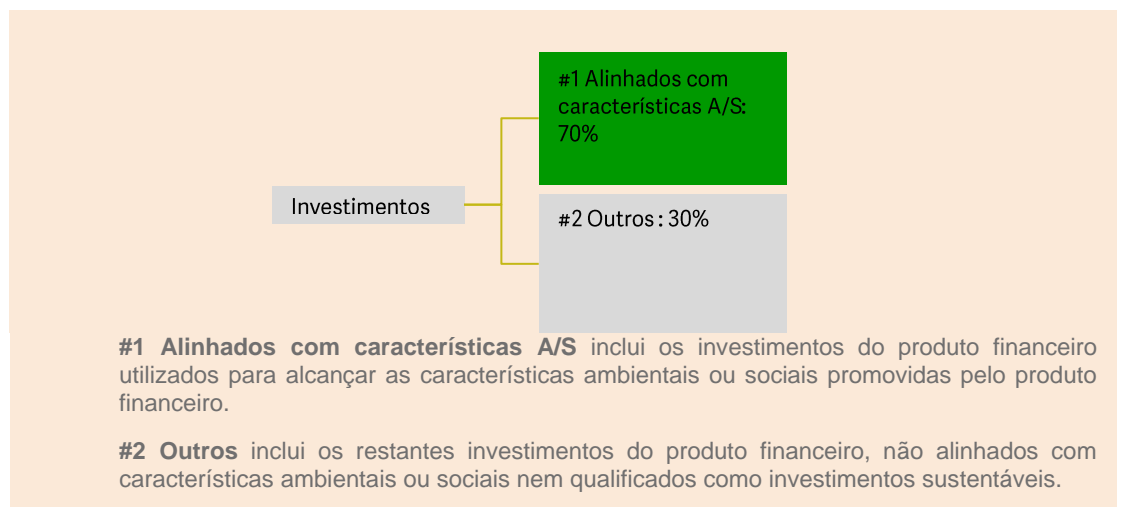 #1 Alinhados com
características A/S:
70%
Investimentos
#2 Outros : 30%
#1 Alinhados com características A/S inclui os investimentos do produto financeiro
utilizados para alcançar as características ambientais ou sociais promovidas pelo produto
financeiro.
#2 Outros inclui os restantes investimentos do produto financeiro, não alinhados com
características ambientais ou sociais nem qualificados como investimentos sustentáveis.